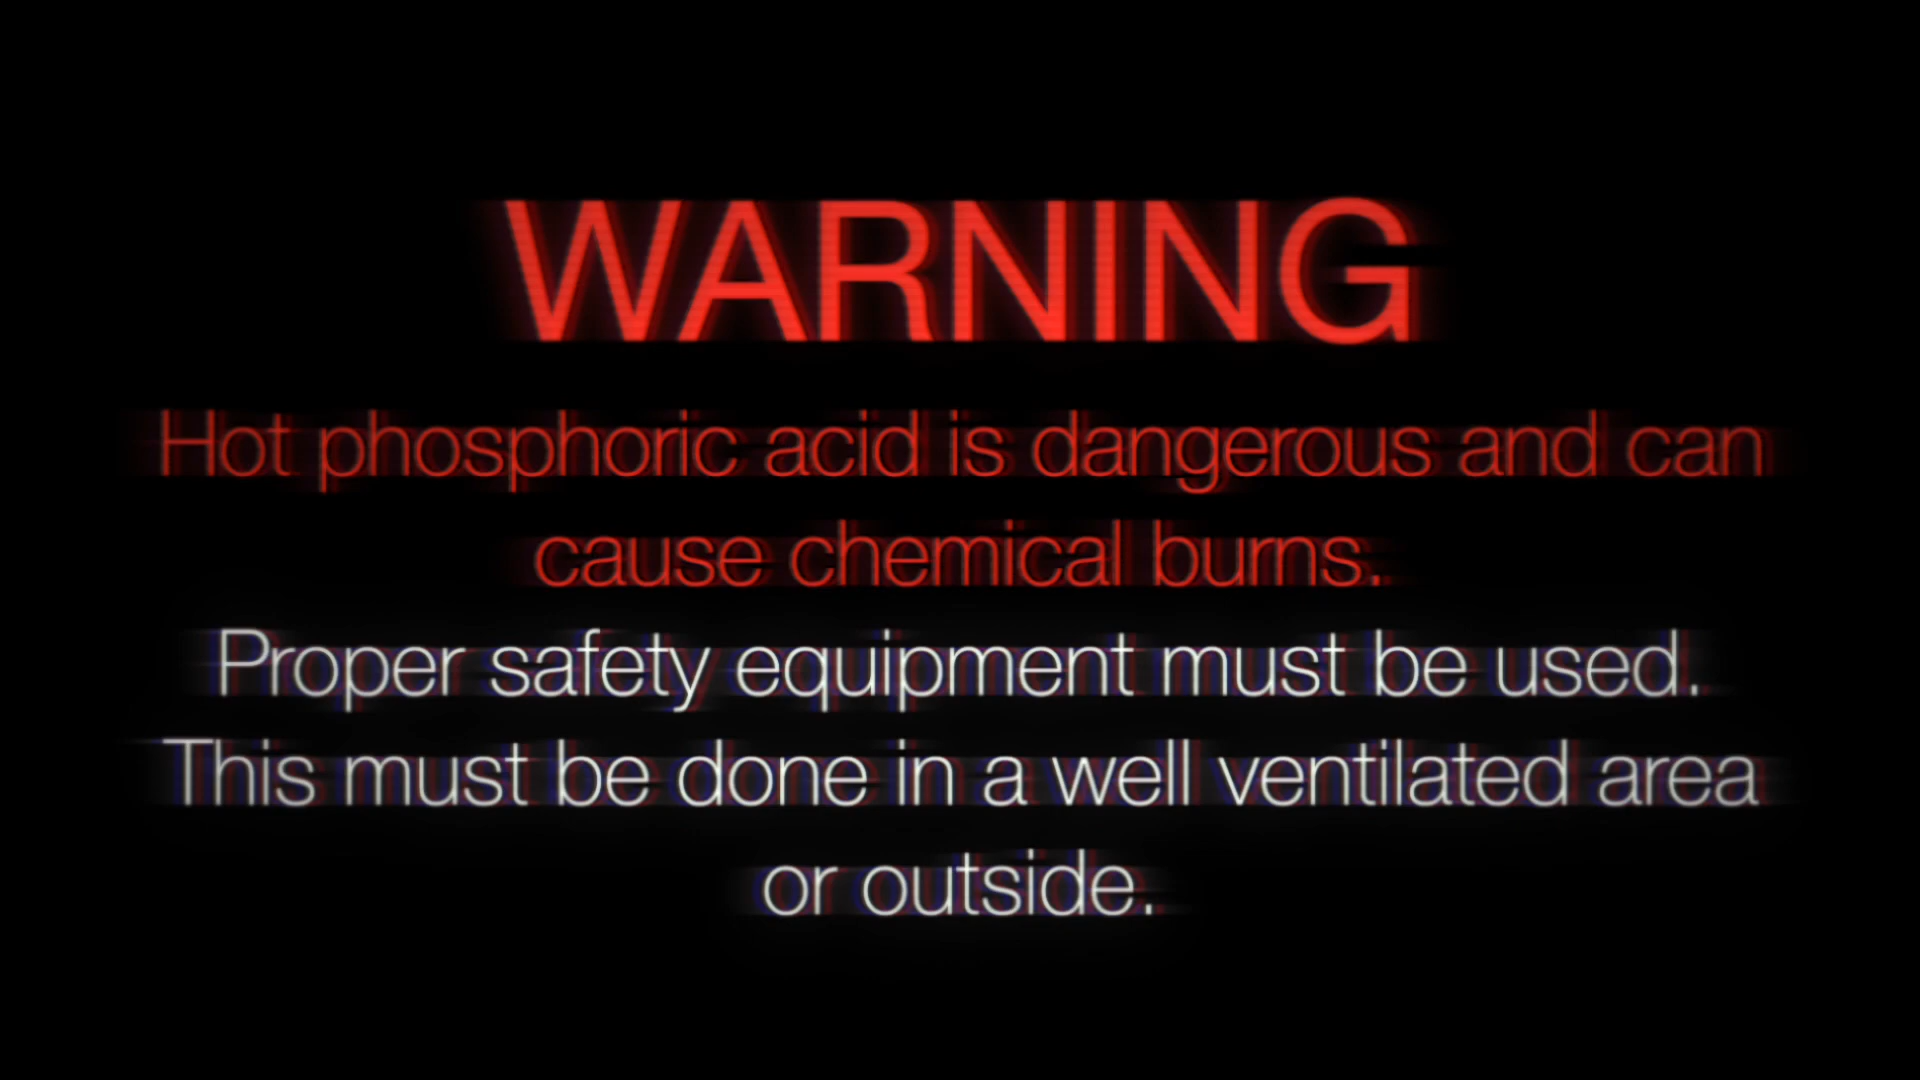 WARNING
Hot phosphoric acid is dangerous and can
cause chemical burns.
Proper safety equipment must be used.
This must be done in a well ventilated area
or outside.